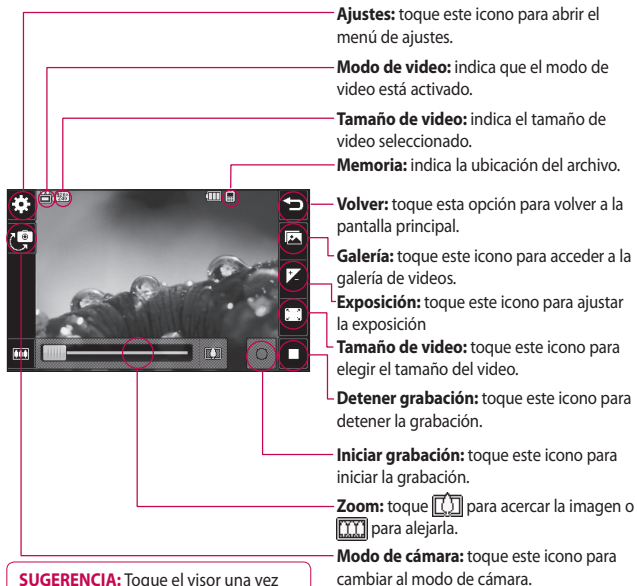 Ajustes: toque este icono para abrir el
menú de ajustes.
Modo de video: indica que el modo de
video está activado.
Tamaño de video: indica el tamaño de
video seleccionado.
Memoria: indica la ubicación del archivo.
Volver: toque esta opción para volver a la
pantalla principal.
Galería: toque este icono para acceder a la
galería de videos.
Exposición: toque este icono para ajustar
la exposición
Tamaño de video: toque este icono para
elegir el tamaño del video.
Detener grabación: toque este icono para
detener la grabación.
Iniciar grabación: toque este icono para
iniciar la grabación.
Zoom: toque para acercar la imagen o
para alejarla.
Modo de cámara: toque este icono para
cambiar al modo de cámara.
SUGERENCIA: Toque el visor una vez